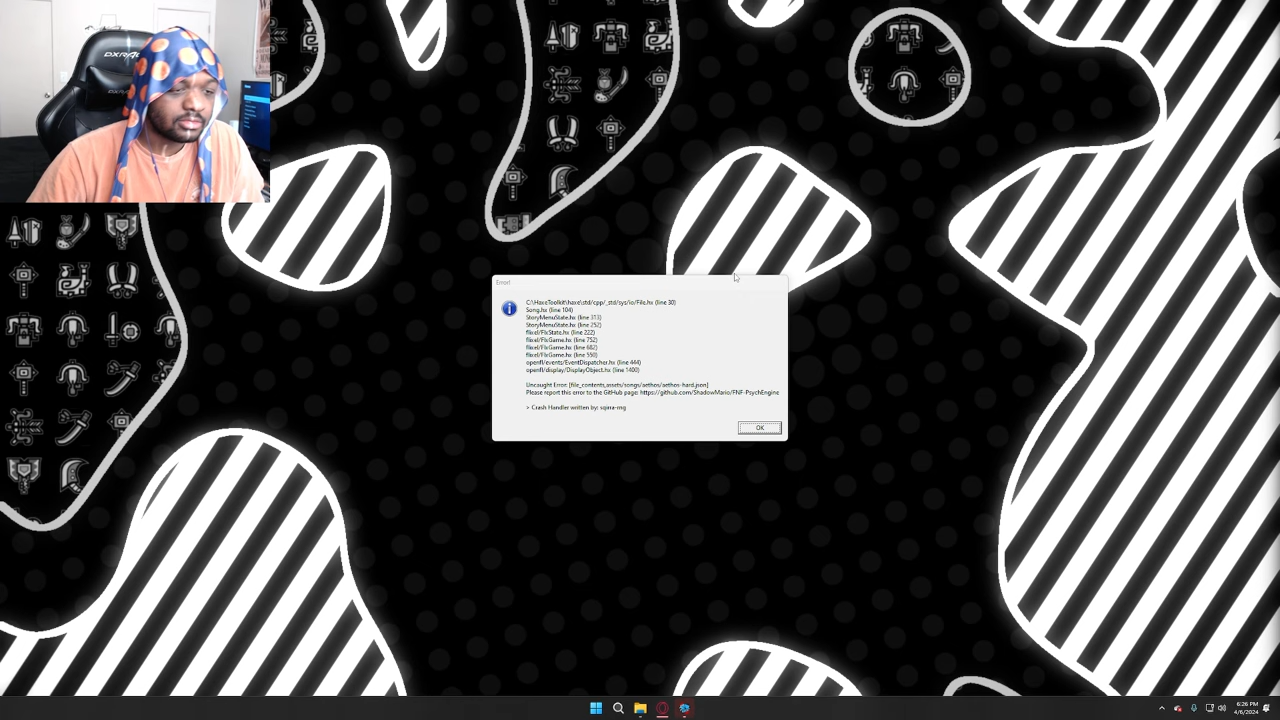 DXRA
Error!
C:\HaxeToolkit\haxe\std/cpp/_std/sys/io/File.hx (line 30)
Song.hx (line 104)
StoryMenuState.hx (line 313)
StoryMenuState.hx (line 252)
flixel/FlxState.hx (line 222)
flixel/FlxGame.hx (line 752)
flixel/FlxGame.hx (line 682)
flixel/FlxGame.hx (line 550)
openfl/events/EventDispatcher.hx (line 444)
openfl/display/DisplayObject.hx (line 1400)
Uncaught Error: [file_contents,assets/songs/aethos/aethos-hard.json]
Please report this error to the GitHub page: https://github.com/ShadowMario/FNF-PsychEngine
> Crash Handler written by: sqirra-rng
OK
6:26 PM
4/6/2024